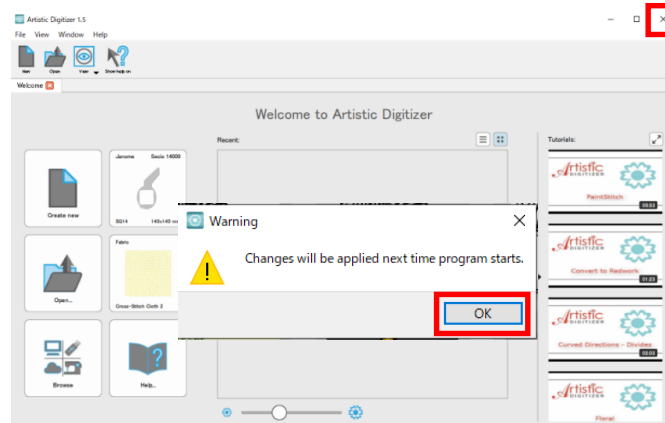 Artistic Digitizer 1.5
File View Window Help
New Open View Show help on
Welcome
Welcome to Artistic Digitizer
Recent:
Tutorials:
Janome Secio 14000
SQ14 140x140 mm
Create new
Fabric
Cross-Stitch Cloth 2
Open...
Browse
Help...
Warning
Changes will be applied next time program starts.
OK
Artistic
DIGITIZER
PaintStitch
Artistic
DIGITIZER
Convert to Redwork
01:23
Artistic
DIGITIZER
Curved Directions - Divides
Artistic
DIGITIZER
Floral